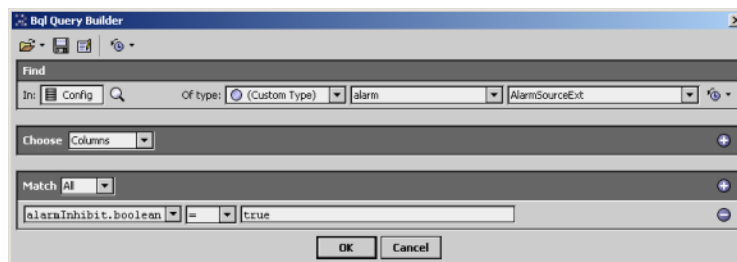 Bql Query Builder
Find
In: Config Of type: (Custom Type) alarm AlarmSourceExt
Choose Columns
Match All
alarmInhibit.boolean = true
OK Cancel